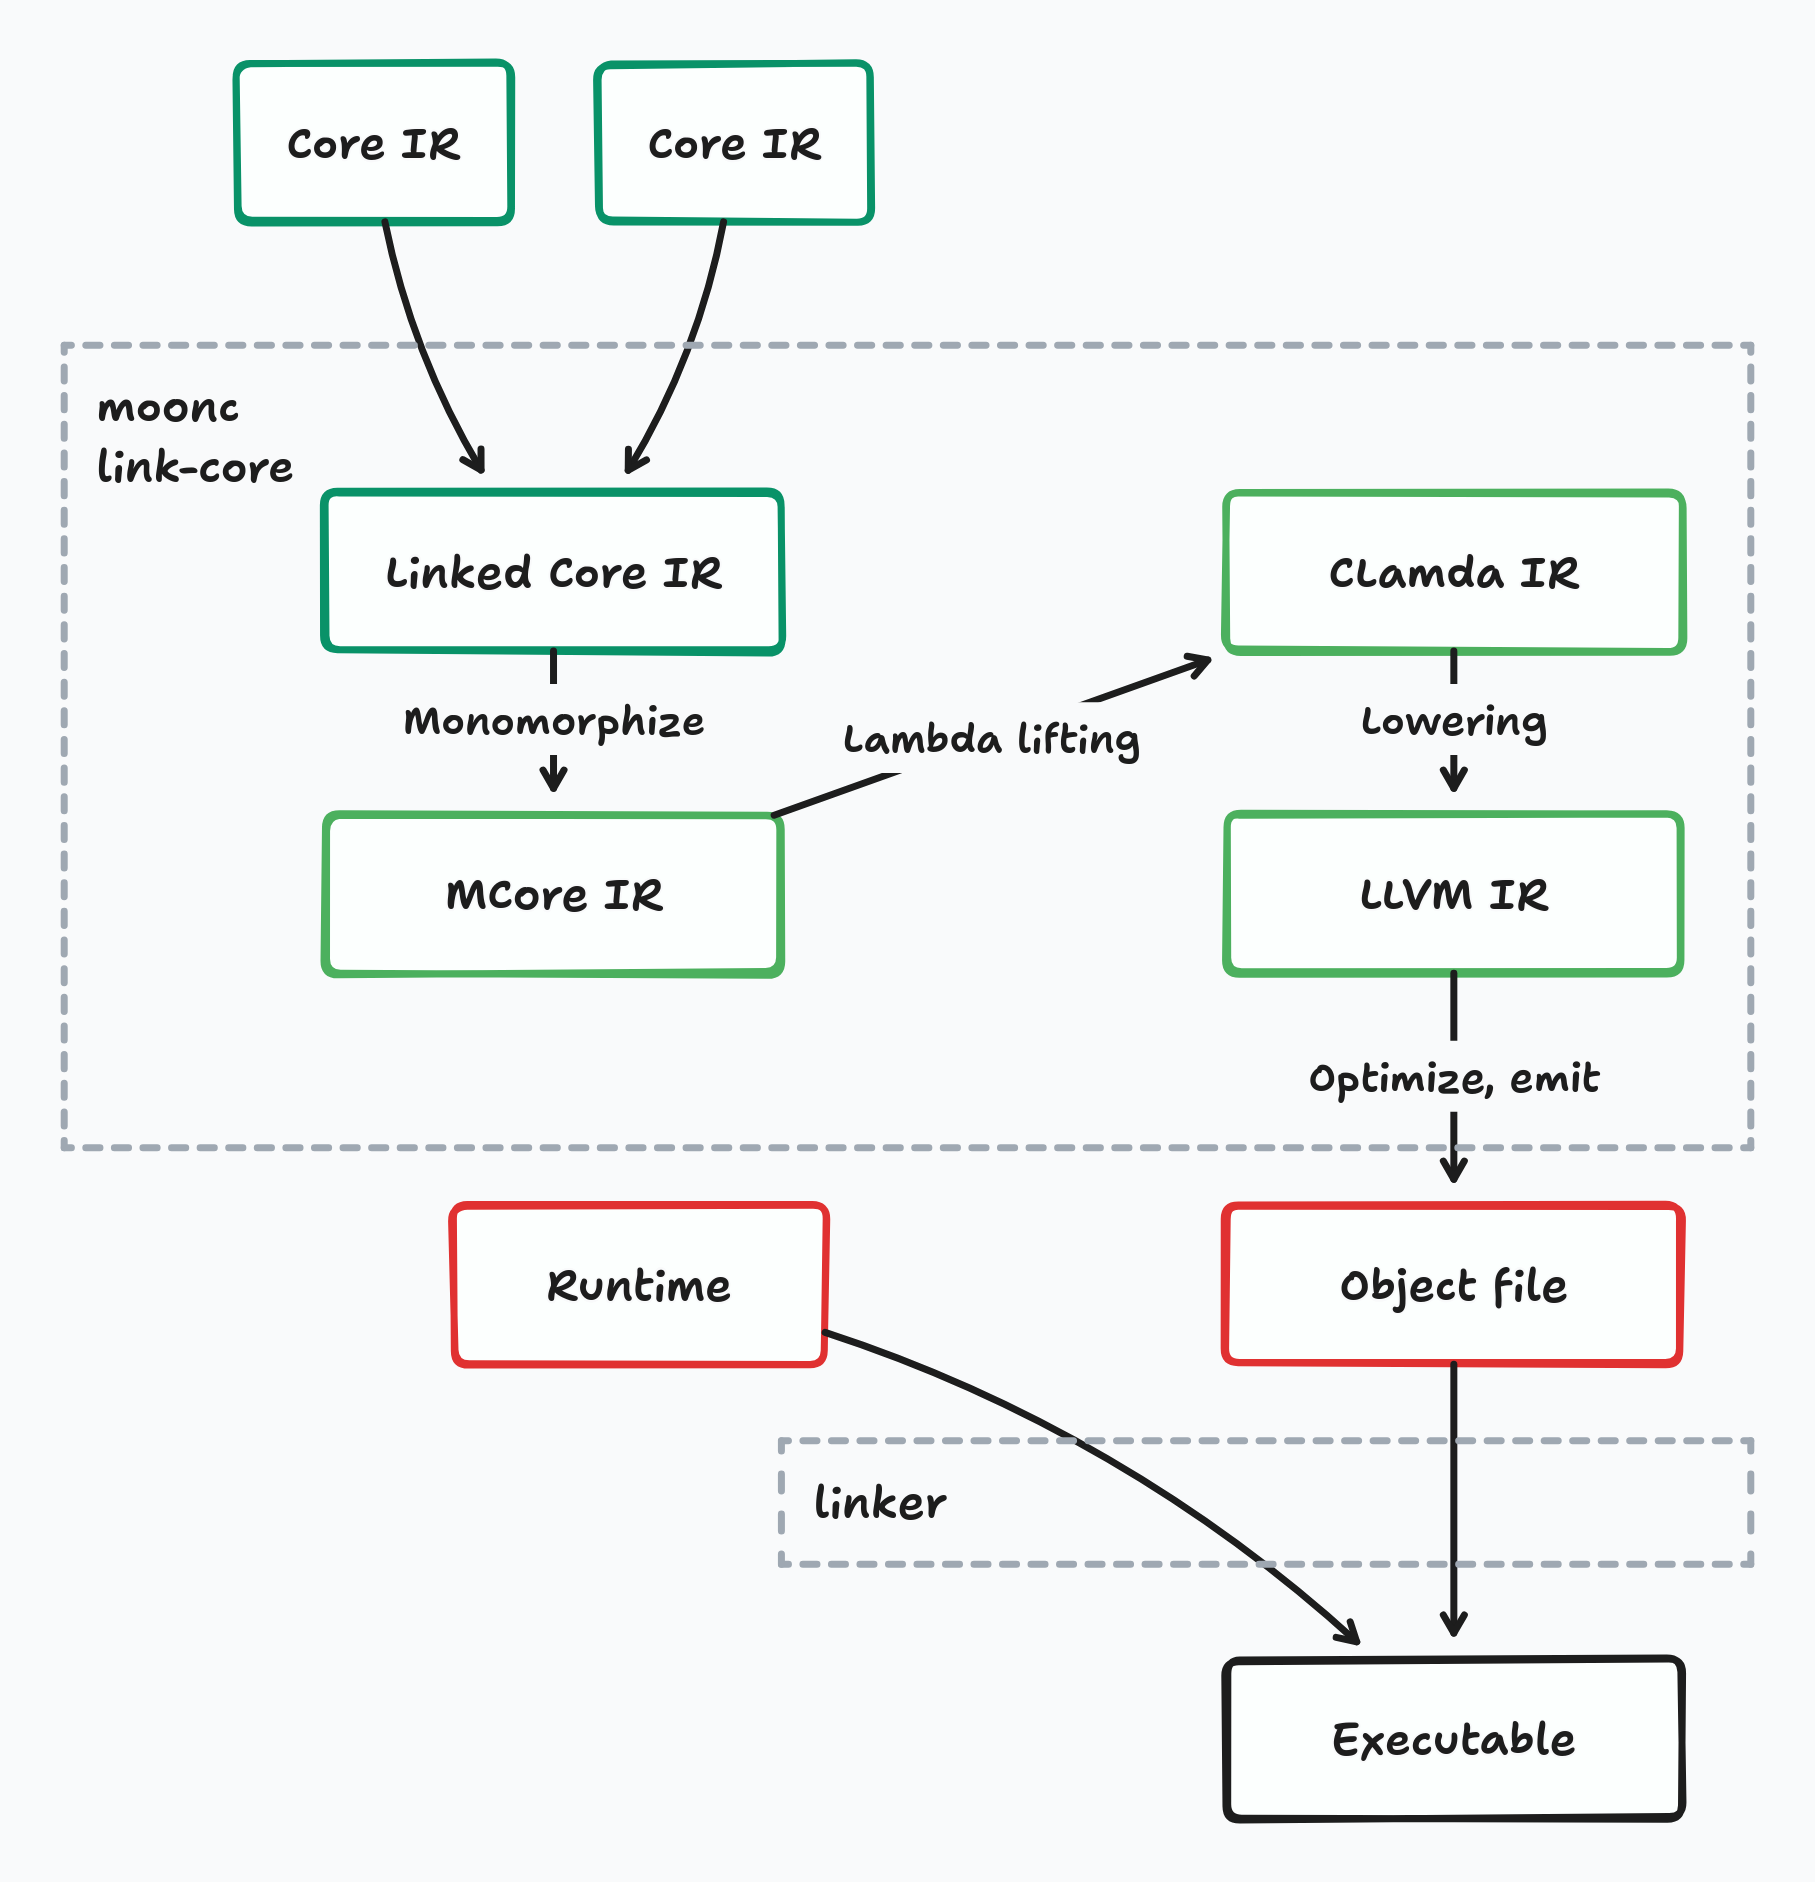 Core IR
Core IR
moonc
link-core
Linked Core IR
CLamda IR
Monomorphize
Lambda lifting
Lowering
MCore IR
LLVM IR
Optimize, emit
Runtime
Object file
linker
Executable